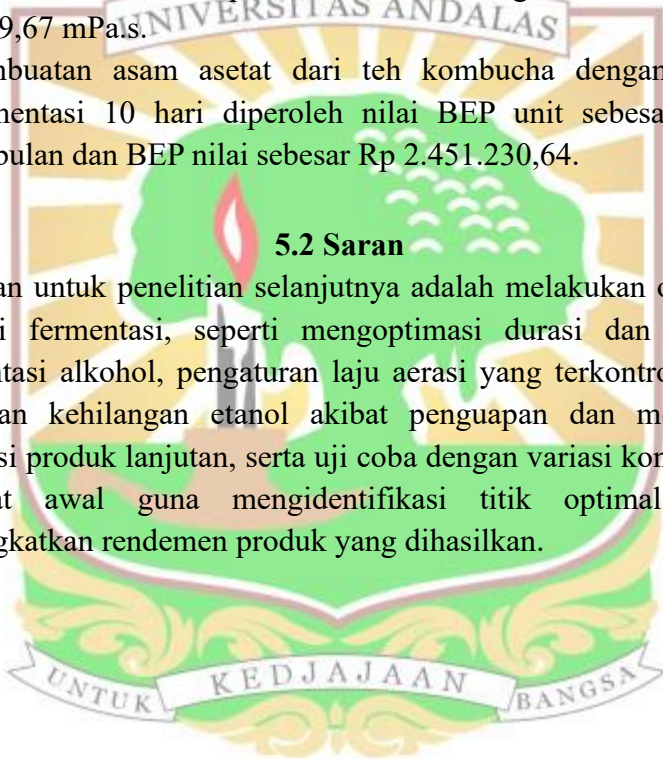 UNIVERSITAS ANDALAS
9,67 mPa.s.
mbuatan asam asetat dari teh kombucha dengan
mentasi 10 hari diperoleh nilai BEP unit sebesa
bulan dan BEP nilai sebesar Rp 2.451.230,64.
5.2 Saran
an untuk penelitian selanjutnya adalah melakukan
i fermentasi, seperti mengoptimasi durasi dan
tasi alkohol, pengaturan laju aerasi yang terkontro
an kehilangan etanol akibat penguapan dan m
si produk lanjutan, serta uji coba dengan variasi kon
at awal guna mengidentifikasi titik optimal
gkatkan rendemen produk yang dihasilkan.
UNTUK KEDJAJAAN BANGSA